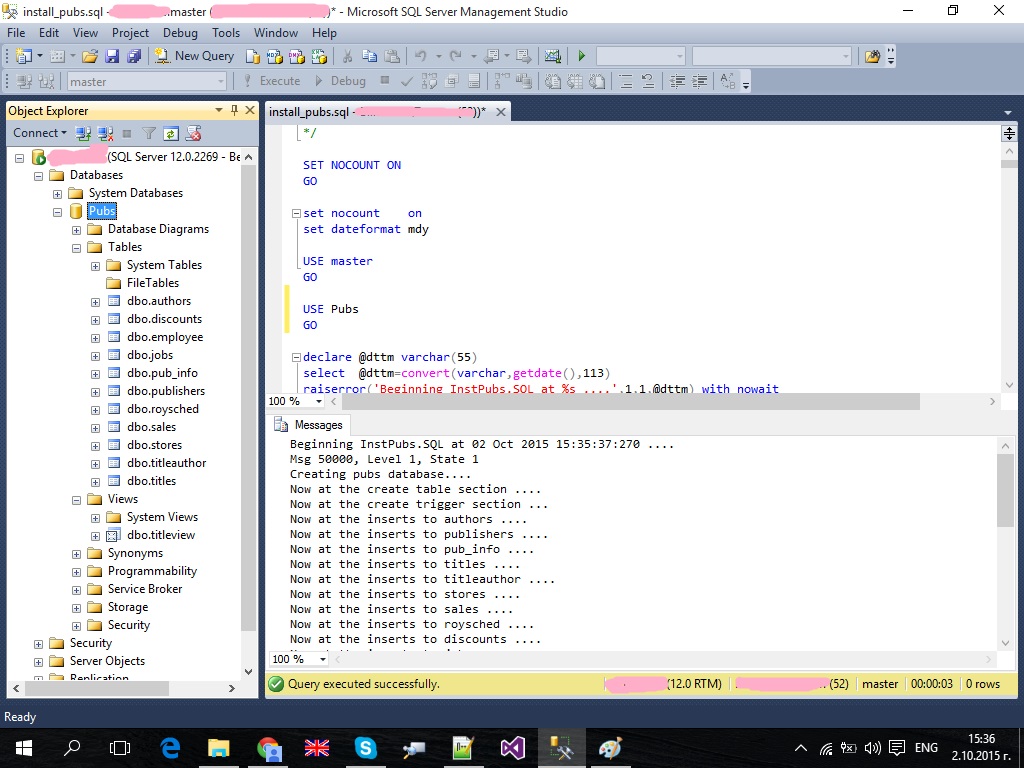 install_pubs.sql - .master ( )* - Microsoft SQL Server Management Studio
File Edit View Project Debug Tools Window Help
New Query
master Execute Debug
Object Explorer
Connect
(SQL Server 12.0.2269 - Be
Databases
System Databases
Pubs
Database Diagrams
Tables
System Tables
FileTables
dbo.authors
dbo.discounts
dbo.employee
dbo.jobs
dbo.pub_info
dbo.publishers
dbo.roysched
dbo.sales
dbo.stores
dbo.titleauthor
dbo.titles
Views
System Views
dbo.titleview
Synonyms
Programmability
Service Broker
Storage
Security
Security
Server Objects
Replication
install_pubs.sql - (52))*
*/
SET NOCOUNT ON
GO
set nocount    on
set dateformat mdy
USE master
GO
USE Pubs
GO
declare @dttm varchar(55)
select  @dttm=convert(varchar,getdate(),113)
raiserror('Beginning InstPubs.SQL at %s ....',1,1,@dttm) with nowait
100 %
Messages
Beginning InstPubs.SQL at 02 Oct 2015 15:35:37:270 ....
Msg 50000, Level 1, State 1
Creating pubs database....
Now at the create table section ....
Now at the create trigger section ...
Now at the inserts to authors ....
Now at the inserts to publishers ....
Now at the inserts to pub_info ....
Now at the inserts to titles ....
Now at the inserts to titleauthor ....
Now at the inserts to stores ....
Now at the inserts to sales ....
Now at the inserts to roysched ....
Now at the inserts to discounts ....
100 %
Query executed successfully. (12.0 RTM) (52) master 00:00:03 0 rows
Ready
ENG
15:36
2.10.2015 г.